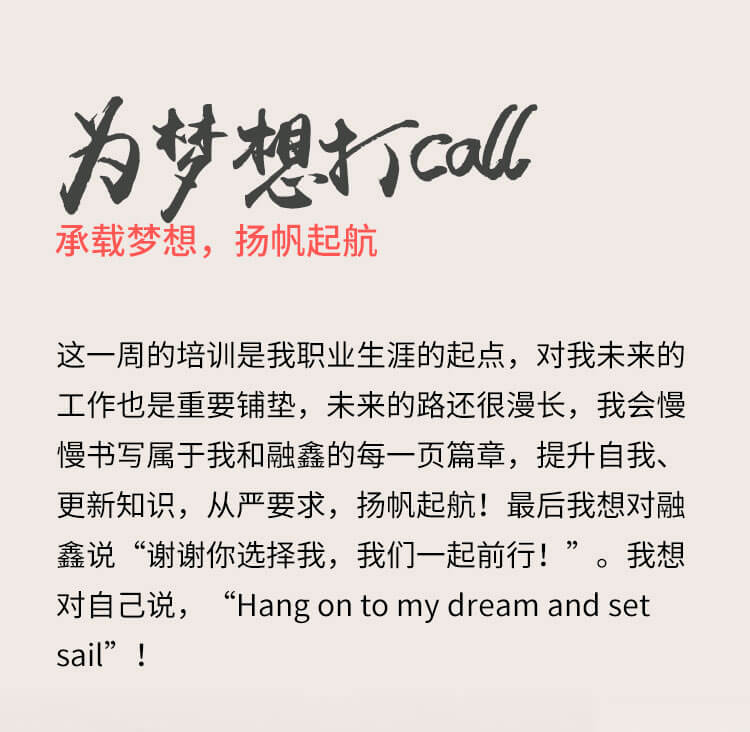 为梦想打call
承载梦想，扬帆起航
这一周的培训是我职业生涯的起点，对我未来的
工作也是重要铺垫，未来的路还很漫长，我会慢
慢书写属于我和融鑫的每一页篇章，提升自我、
更新知识，从严要求，扬帆起航！最后我想对融
鑫说“谢谢你选择我，我们一起前行！”。我想
对自己说，“Hang on to my dream and set
sail”！